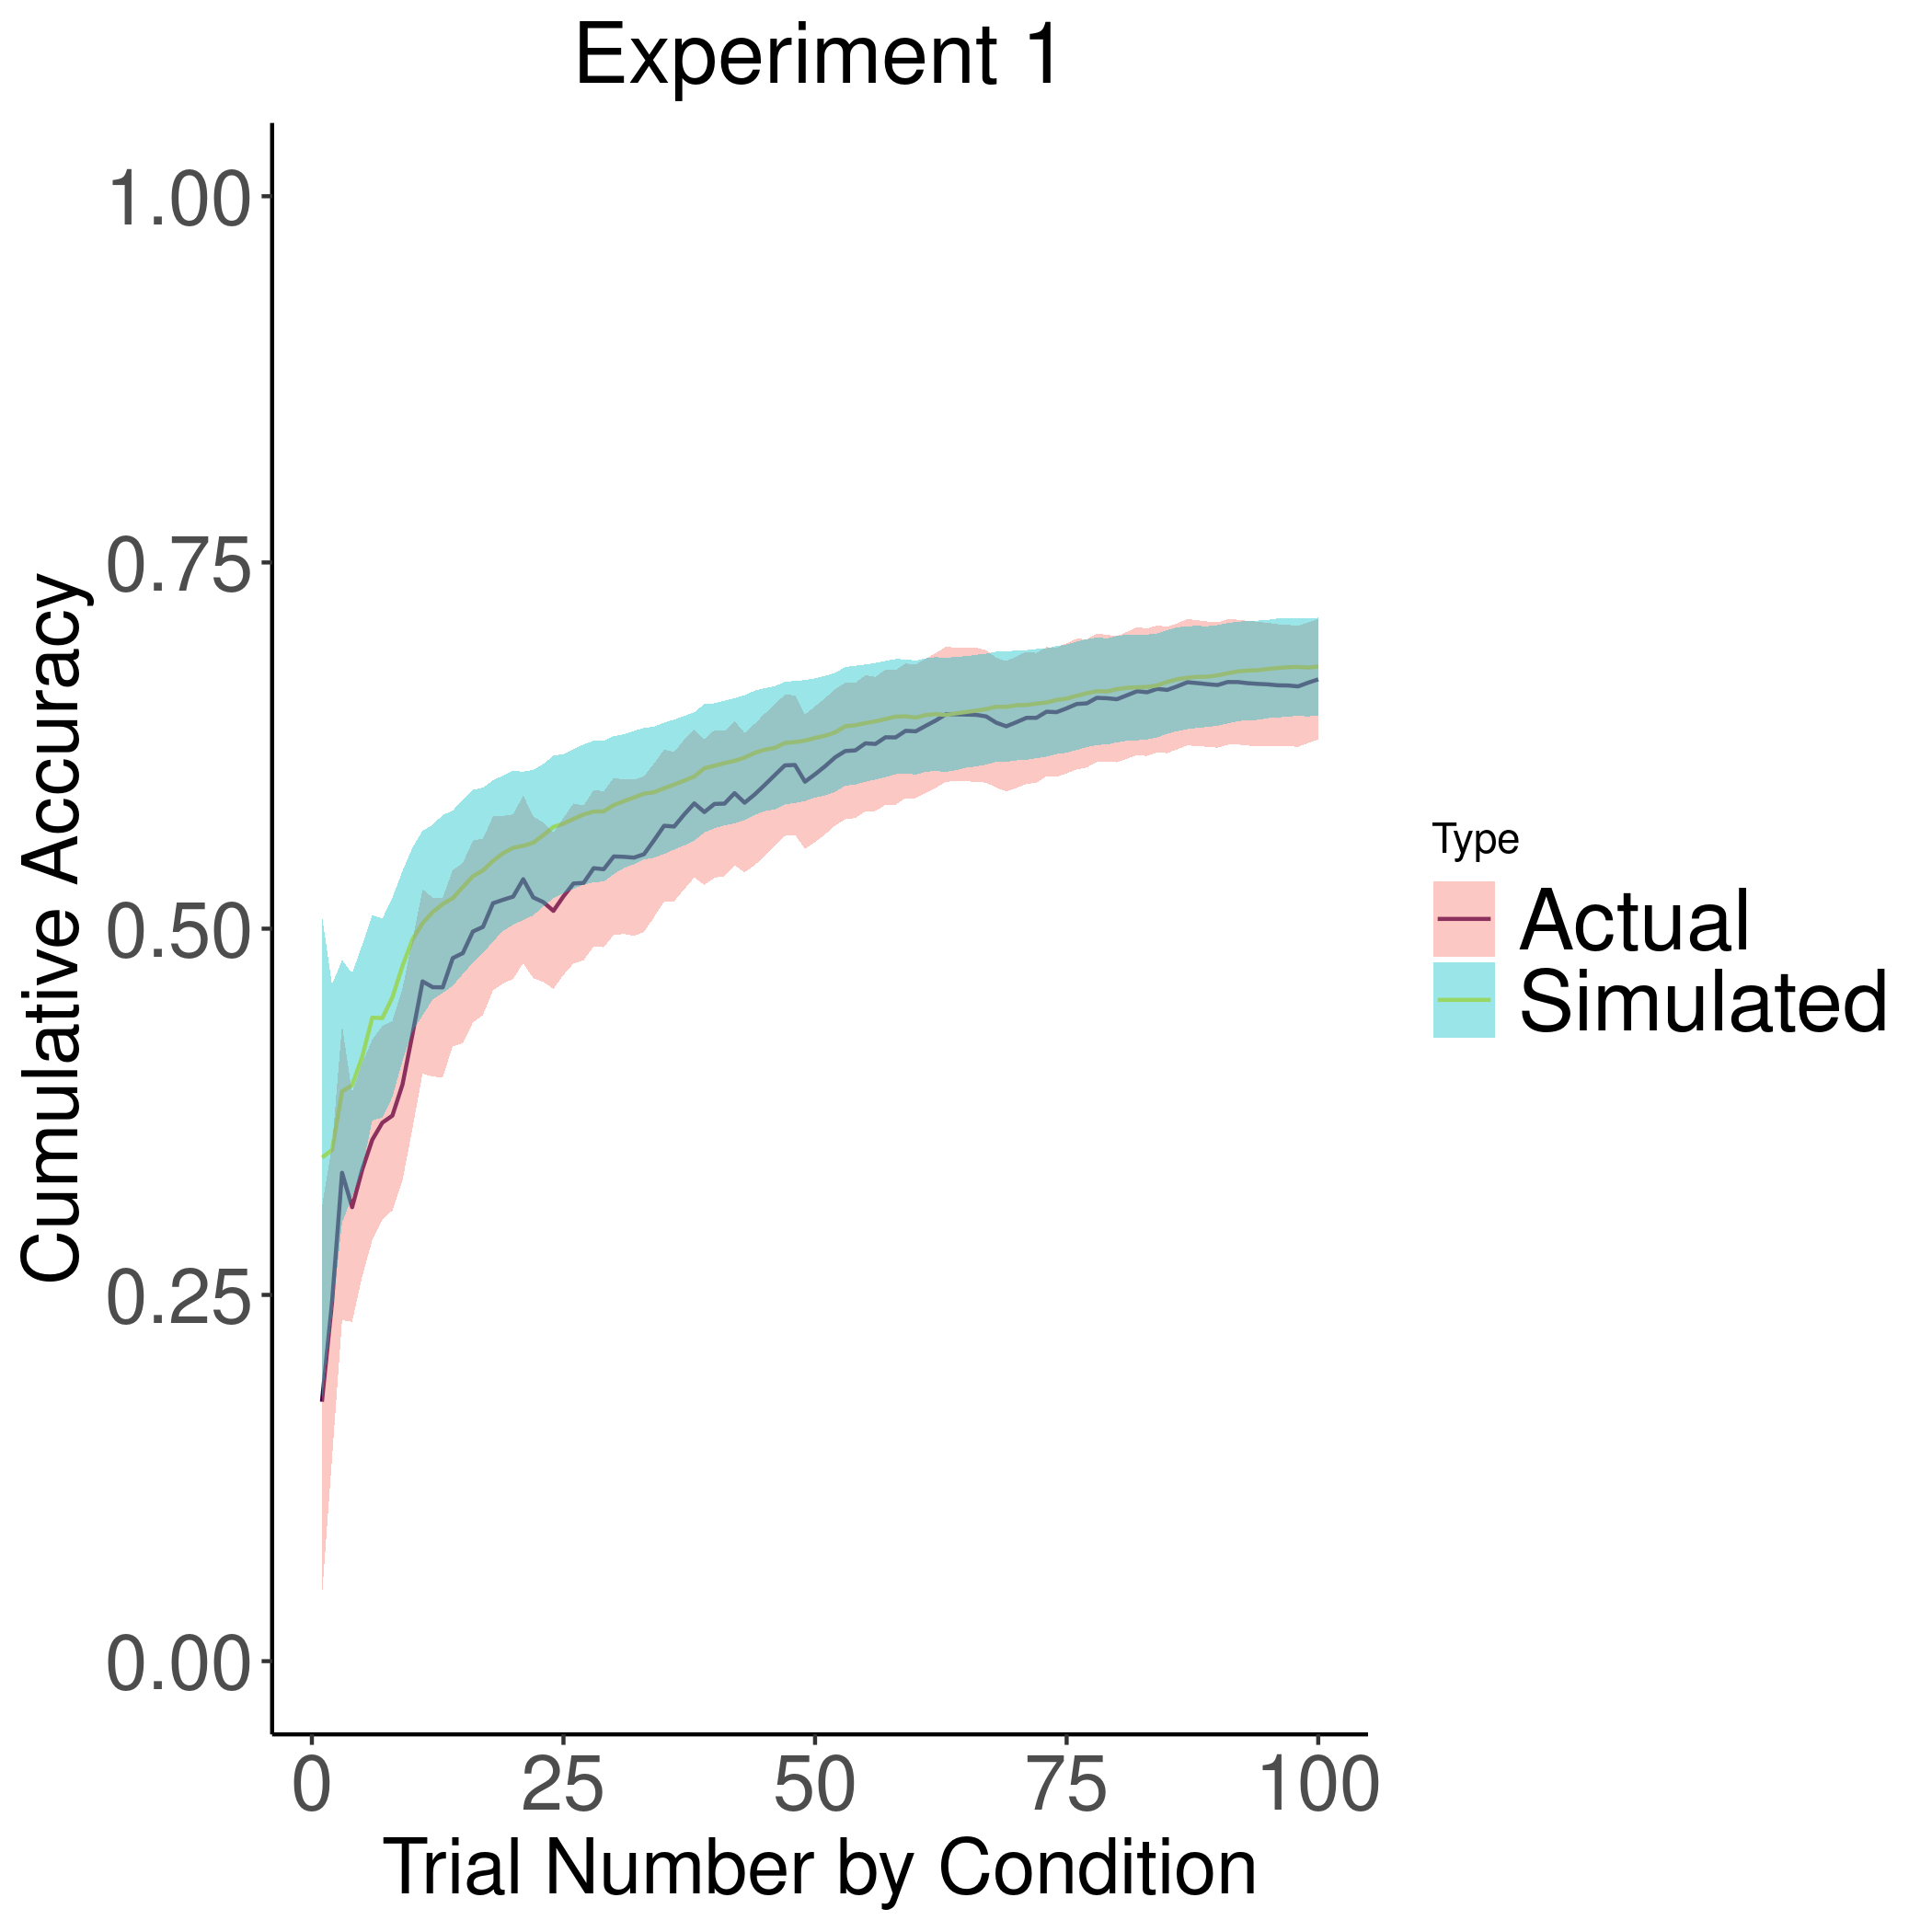 Experiment 1
Cumulative Accuracy
1.00
0.75
0.50
0.25
0.00
0 25 50 75 100
Trial Number by Condition
Type
Actual
Simulated